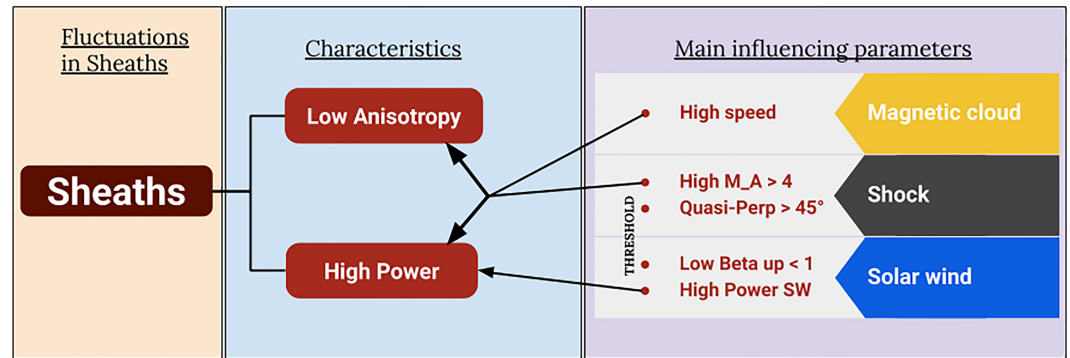 Fluctuations
in Sheaths
Characteristics
Main influencing parameters
Sheaths
Low Anisotropy
High Power
THRESHOLD
High speed
Magnetic cloud
High M_A > 4
Quasi-Perp > 45°
Shock
Low Beta up < 1
High Power SW
Solar wind